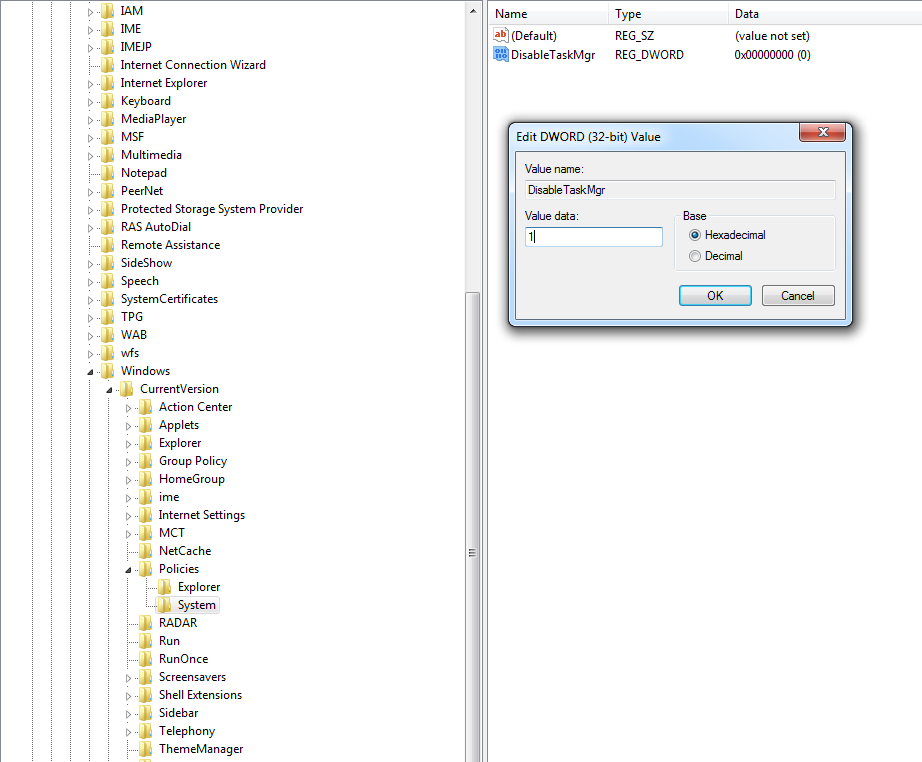 IAM
IME
IMEJP
Internet Connection Wizard
Internet Explorer
Keyboard
MediaPlayer
MSF
Multimedia
Notepad
PeerNet
Protected Storage System Provider
RAS AutoDial
Remote Assistance
SideShow
Speech
SystemCertificates
TPG
WAB
wfs
Windows
CurrentVersion
Action Center
Applets
Explorer
Group Policy
HomeGroup
ime
Internet Settings
MCT
NetCache
Policies
Explorer
System
RADAR
Run
RunOnce
Screensavers
Shell Extensions
Sidebar
Telephony
ThemeManager
Name Type Data
ab (Default) REG_SZ (value not set)
DisableTaskMgr REG_DWORD 0x00000000 (0)
Edit DWORD (32-bit) Value
Value name:
DisableTaskMgr
Value data: Base
1 Hexadecimal
Decimal
OK Cancel